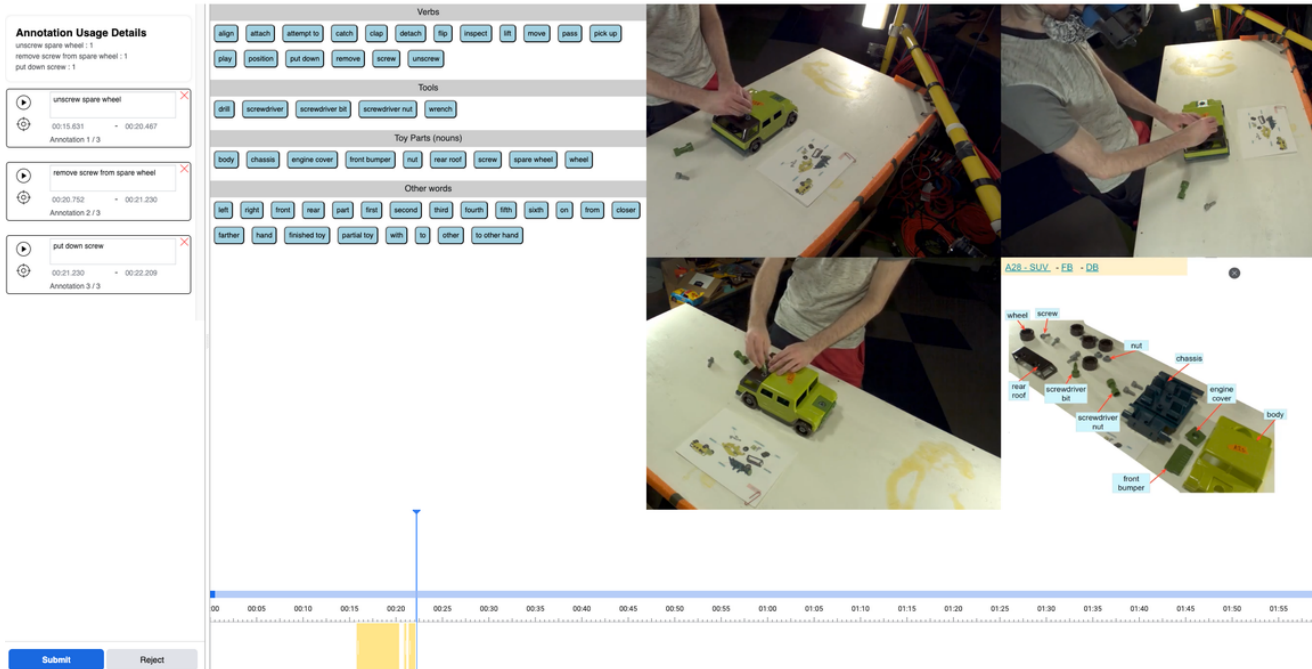 Annotation Usage Details
unscrew spare wheel : 1
remove screw from spare wheel : 1
put down screw : 1
unscrew spare wheel
00:15.631 - 00:20.467
Annotation 1 / 3
remove screw from spare wheel
00:20.752 - 00:21.230
Annotation 2 / 3
put down screw
00:21.230 - 00:22.209
Annotation 3 / 3
Submit
Reject
Verbs
align attach attempt to catch clap detach flip inspect lift move pass pick up
play position put down remove screw unscrew
Tools
drill screwdriver screwdriver bit screwdriver nut wrench
Toy Parts (nouns)
body chassis engine cover front bumper nut rear roof screw spare wheel wheel
Other words
left right front rear part first second third fourth fifth sixth on from closer
farther hand finished toy partial toy with to other to other hand
A28 - SUV - FB - DB
wheel
screw
nut
chassis
rear
roof
screwdriver
bit
screwdriver
nut
engine
cover
body
front
bumper
:00 00:05 00:10 00:15 00:20 00:25 00:30 00:35 00:40 00:45 00:50 00:55 01:00 01:05 01:10 01:15 01:20 01:25 01:30 01:35 01:40 01:45 01:50 01:55